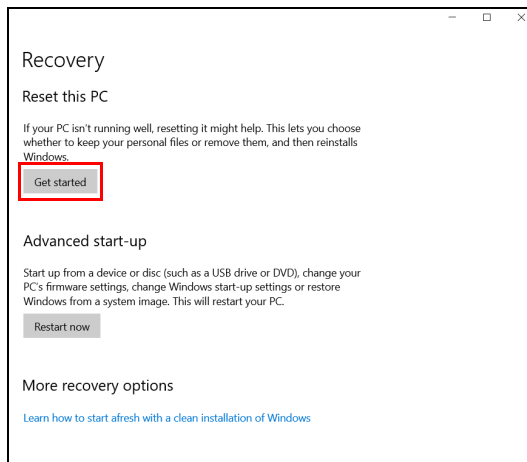 Recovery
Reset this PC
If your PC isn't running well, resetting it might help. This lets you choose
whether to keep your personal files or remove them, and then reinstalls
Windows.
Get started
Advanced start-up
Start up from a device or disc (such as a USB drive or DVD), change your
PC's firmware settings, change Windows start-up settings or restore
Windows from a system image. This will restart your PC.
Restart now
More recovery options
Learn how to start afresh with a clean installation of Windows